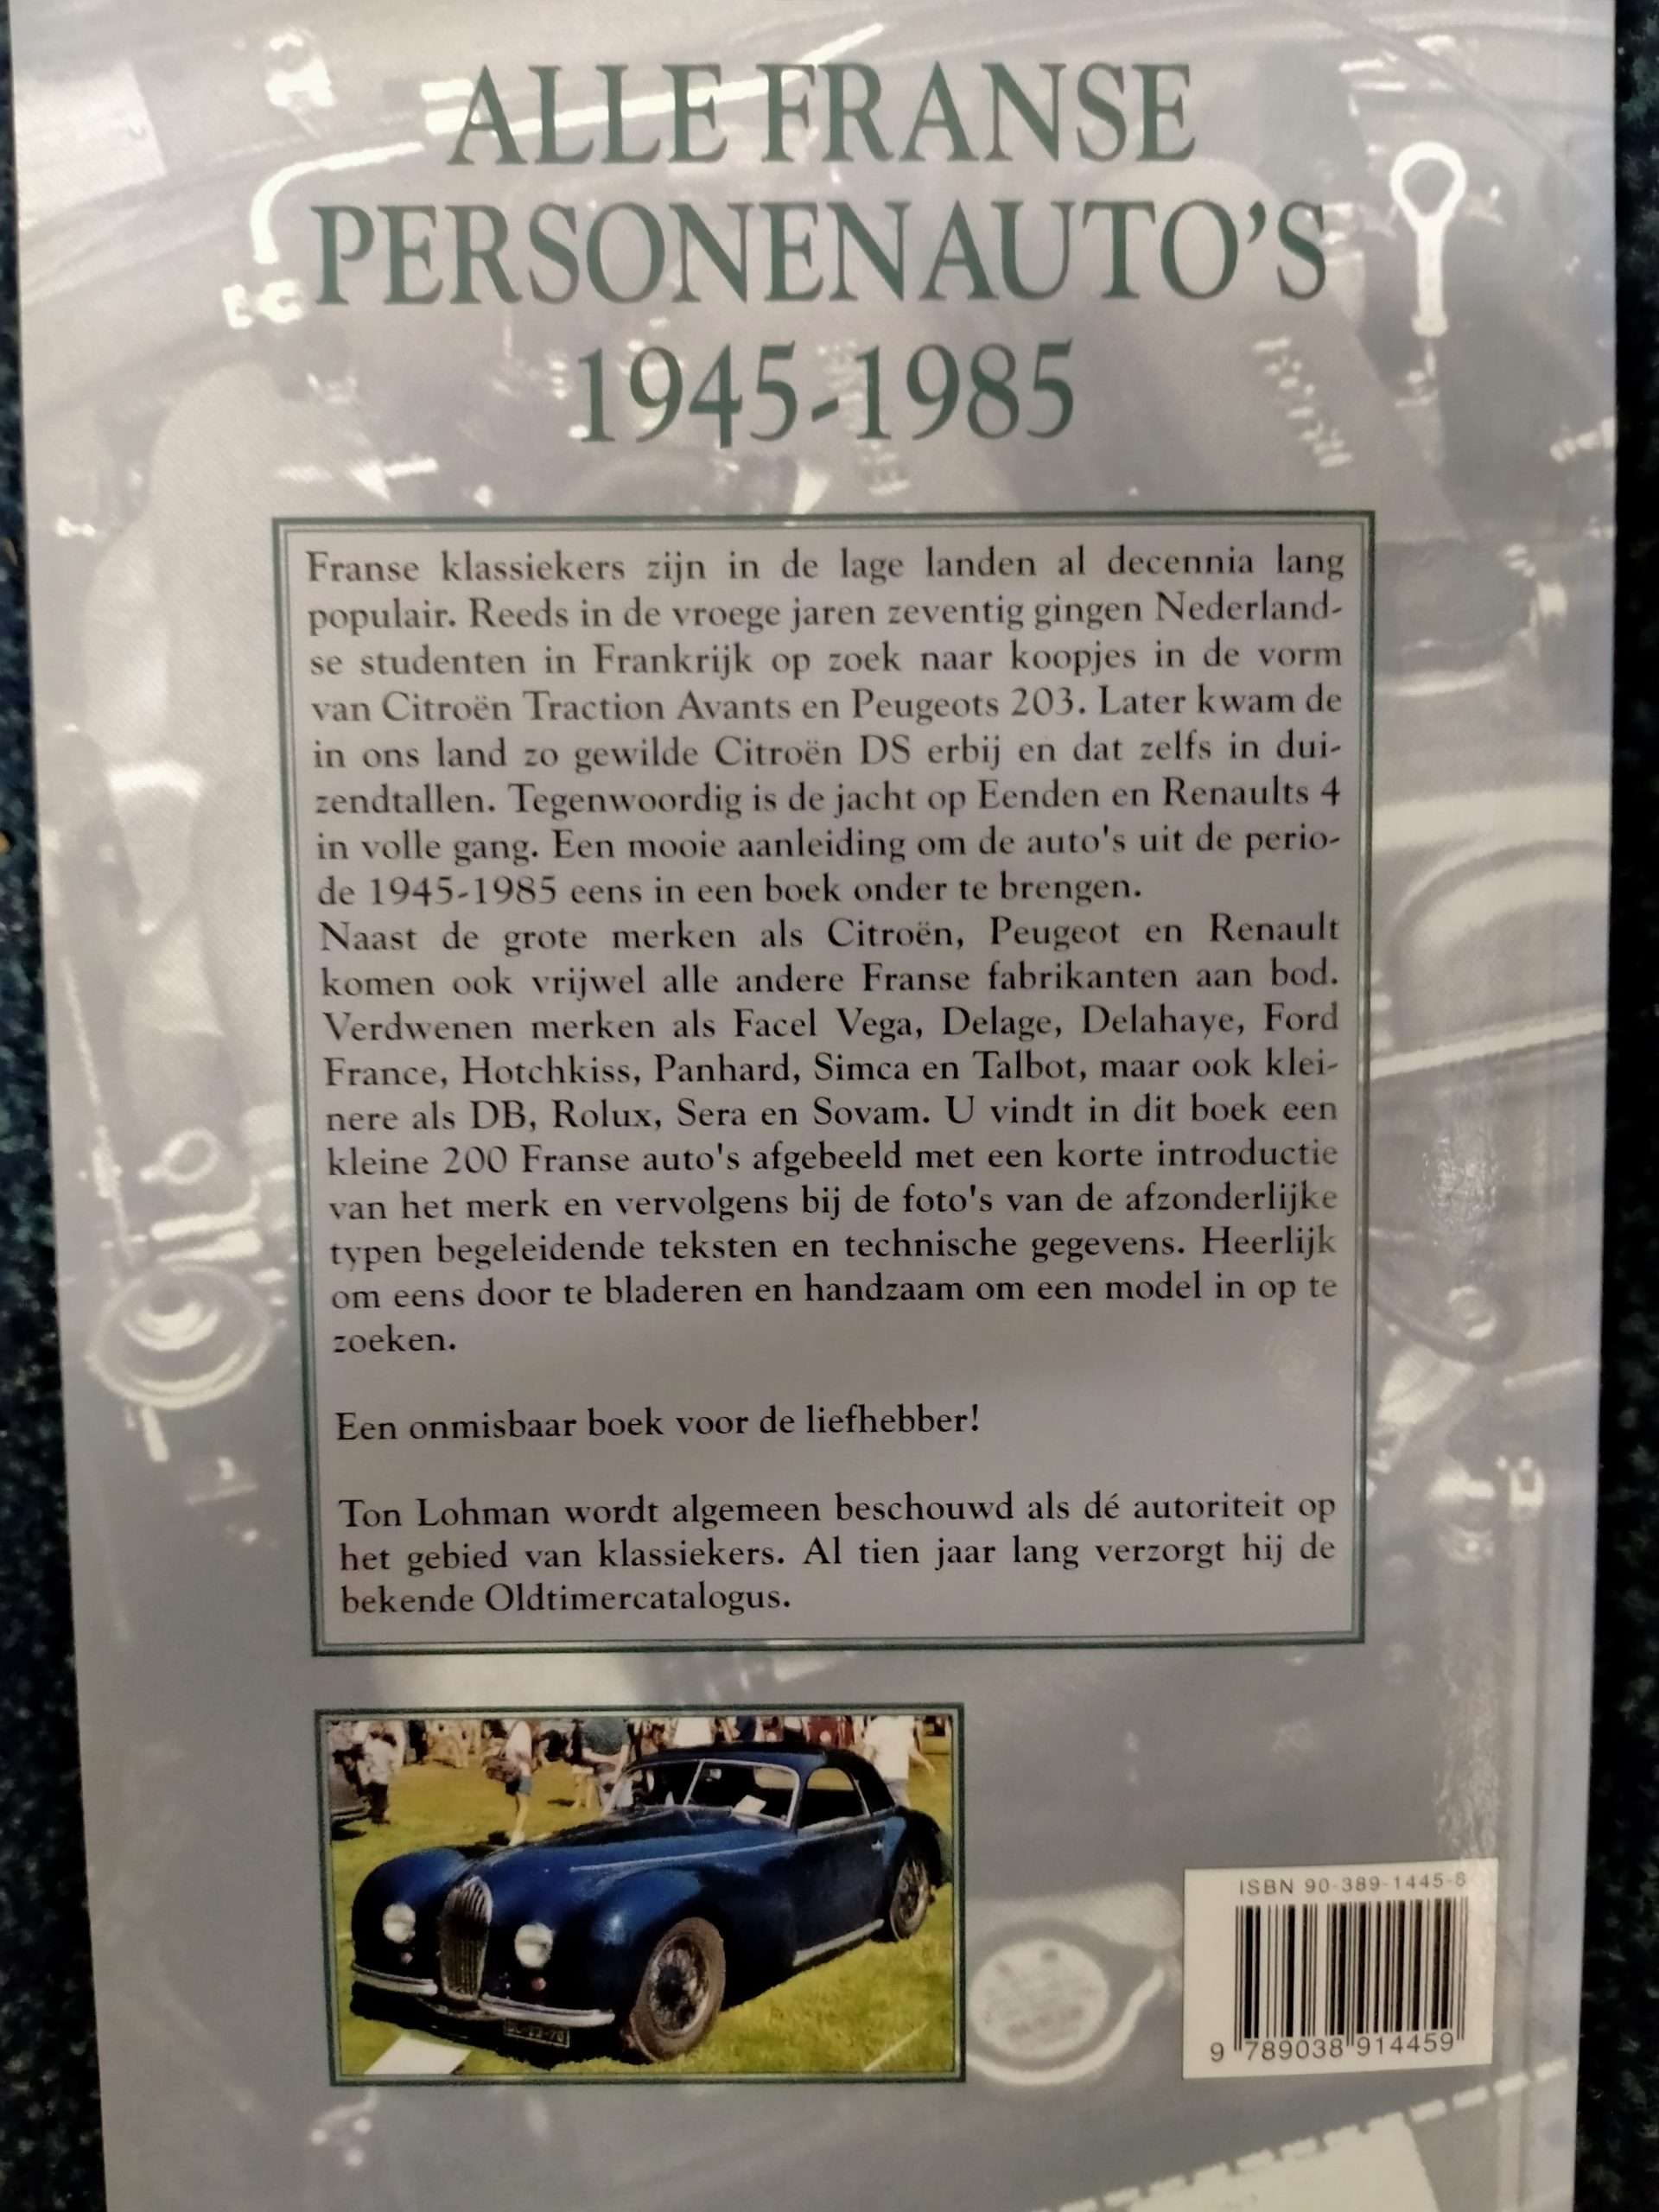 ALLE FRANSE
PERSONENAUTO'S
1945-1985
Franse klassiekers zijn in de lage landen al decennia lang
populair. Reeds in de vroege jaren zeventig gingen Nederland-
se studenten in Frankrijk op zoek naar koopjes in de vorm
van Citroën Traction Avants en Peugeots 203. Later kwam de
in ons land zo gewilde Citroën DS erbij en dat zelfs in dui-
zendtallen. Tegenwoordig is de jacht op Eenden en Renaults 4
in volle gang. Een mooie aanleiding om de auto's uit de perio-
de 1945-1985 eens in een boek onder te brengen.
Naast de grote merken als Citroën, Peugeot en Renault
komen ook vrijwel alle andere Franse fabrikanten aan bod.
Verdwenen merken als Facel Vega, Delage, Delahaye, Ford
France, Hotchkiss, Panhard, Simca en Talbot, maar ook klei-
nere als DB, Rolux, Sera en Sovam. U vindt in dit boek een
kleine 200 Franse auto's afgebeeld met een korte introductie
van het merk en vervolgens bij de foto's van de afzonderlijke
typen begeleidende teksten en technische gegevens. Heerlijk
om eens door te bladeren en handzaam om een model in op te
zoeken.
Een onmisbaar boek voor de liefhebber!
Ton Lohman wordt algemeen beschouwd als dé autoriteit op
het gebied van klassiekers. Al tien jaar lang verzorgt hij de
bekende Oldtimercatalogus.
ISBN 90-389-1445-8
9 789038 914459